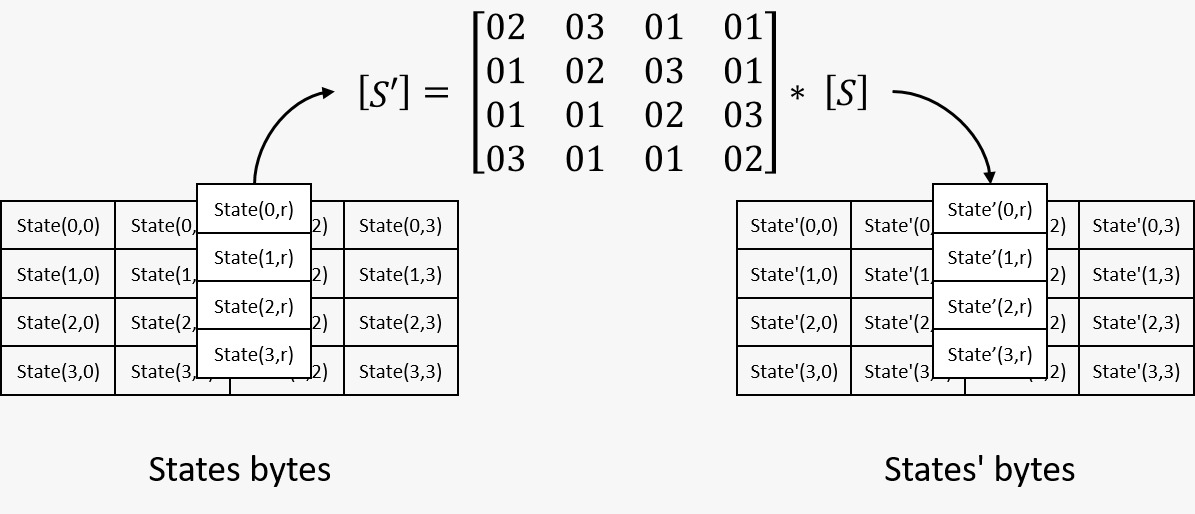 [S′] = [02 03 01 01
01 02 03 01
01 01 02 03
03 01 01 02] * [S]
State(0,r)
State(1,r)
State(2,r)
State(3,r)
State(0,0) State(0, 2) State(0,3)
State(1,0) State(1, 2) State(1,3)
State(2,0) State(2, 2) State(2,3)
State(3,0) State(3, 2) State(3,3)
States bytes
State’(0,r)
State’(1,r)
State’(2,r)
State’(3,r)
State'(0,0) State'(0, 2) State'(0,3)
State'(1,0) State'(1, 2) State'(1,3)
State'(2,0) State'(2, 2) State'(2,3)
State'(3,0) State'(3, 2) State'(3,3)
States' bytes